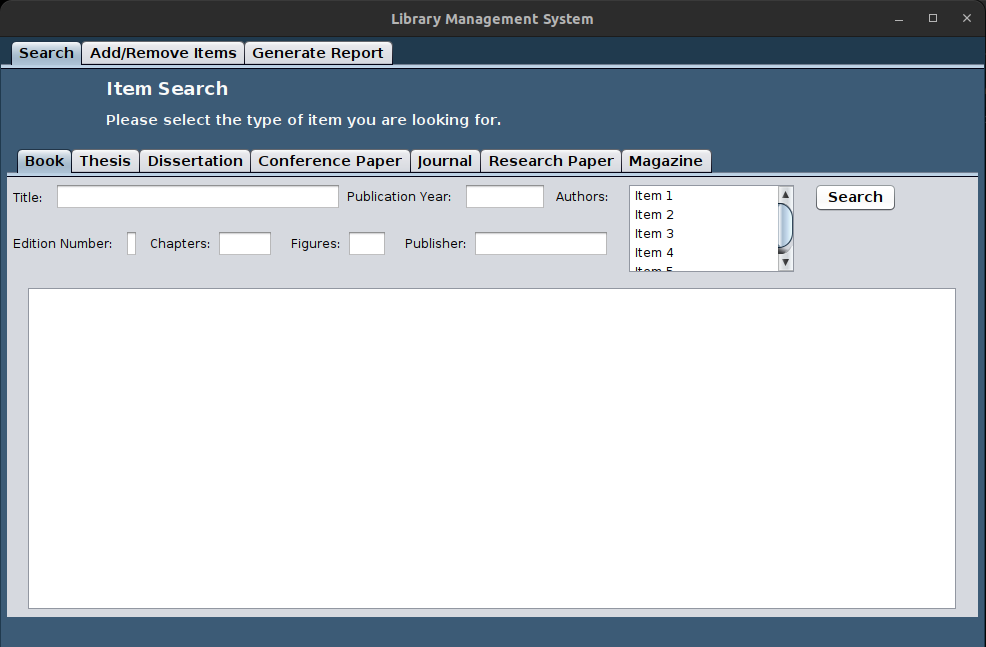 Library Management System
Search Add/Remove Items Generate Report
Item Search
Please select the type of item you are looking for.
Book Thesis Dissertation Conference Paper Journal Research Paper Magazine
Title: Publication Year: Authors: Item 1 Search
Item 2
Item 3
Edition Number: Chapters: Figures: Publisher: Item 4
Item 5